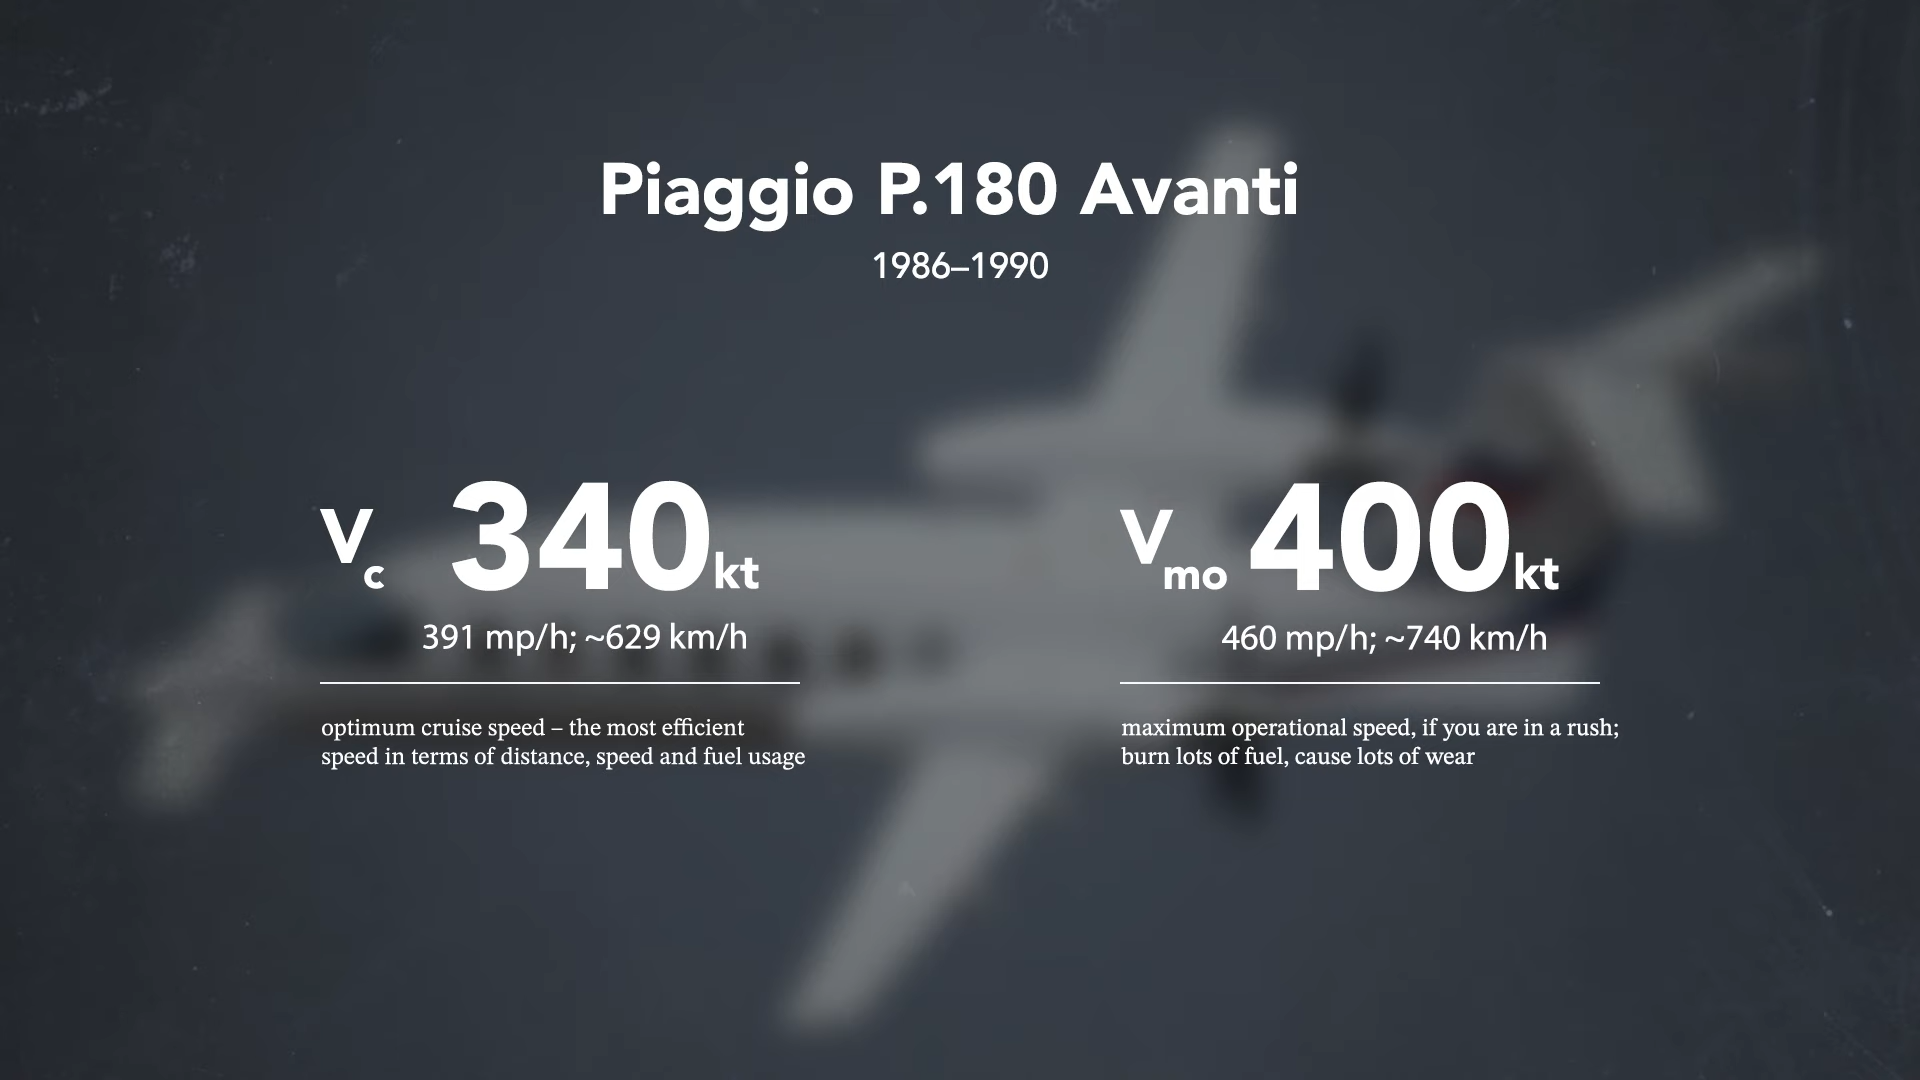 Piaggio P.180 Avanti
1986–1990
Vc 340kt
391 mp/h; ~629 km/h
optimum cruise speed – the most efficient
speed in terms of distance, speed and fuel usage
Vmo 400kt
460 mp/h; ~740 km/h
maximum operational speed, if you are in a rush;
burn lots of fuel, cause lots of wear